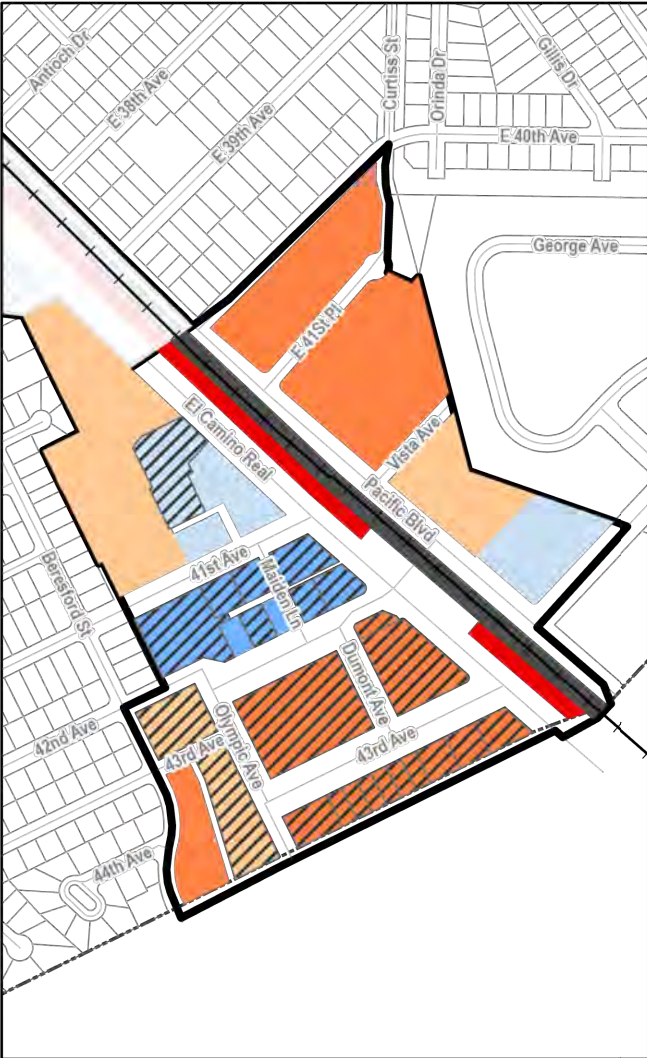 Antioch Dr
E 38th Ave
E 39th Ave
Curtiss St
Orinda Dr
Gillis Dr
E 40th Ave
George Ave
E 41St Pl
El Camino Real
Vista Ave
Pacific Blvd
41st Ave
Maiden Ln
Beresford St
Dumont Ave
Olympic Ave
42nd Ave
43rd Ave
43rd Ave
44th Ave